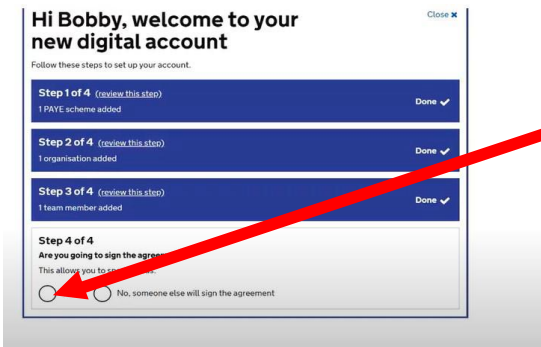 Hi Bobby, welcome to your
new digital account
Close ✖
Follow these steps to set up your account.
Step 1 of 4 (review this step)
1 PAYE scheme added
Done ✔
Step 2 of 4 (review this step)
1 organisation added
Done ✔
Step 3 of 4 (review this step)
1 team member added
Done ✔
Step 4 of 4
Are you going to sign the
This allows you to
No, someone else will sign the agreement